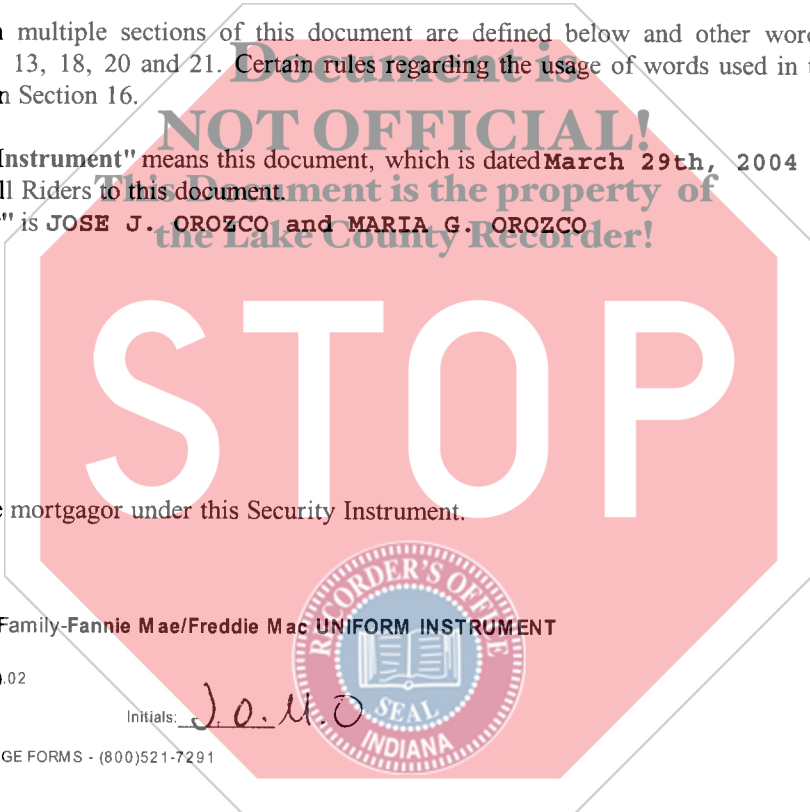 multiple sections of this document are defined below and other
13, 18, 20 and 21. Certain rules regarding the usage of words used in
Section 16.
Document is
NOT OFFICIAL!
This Document is the property of
the Lake County Recorder!
Instrument" means this document, which is dated March 29th, 2004
Riders to this document.
" is JOSE J. OROZCO and MARIA G. OROZCO
STOP
mortgagor under this Security Instrument.
RECORDER'S OFFICE
SEAL
INDIANA
Family-Fannie Mae/Freddie Mac UNIFORM INSTRUMENT
.02
Initials: J.O. M.O
GE FORMS - (800)521-7291